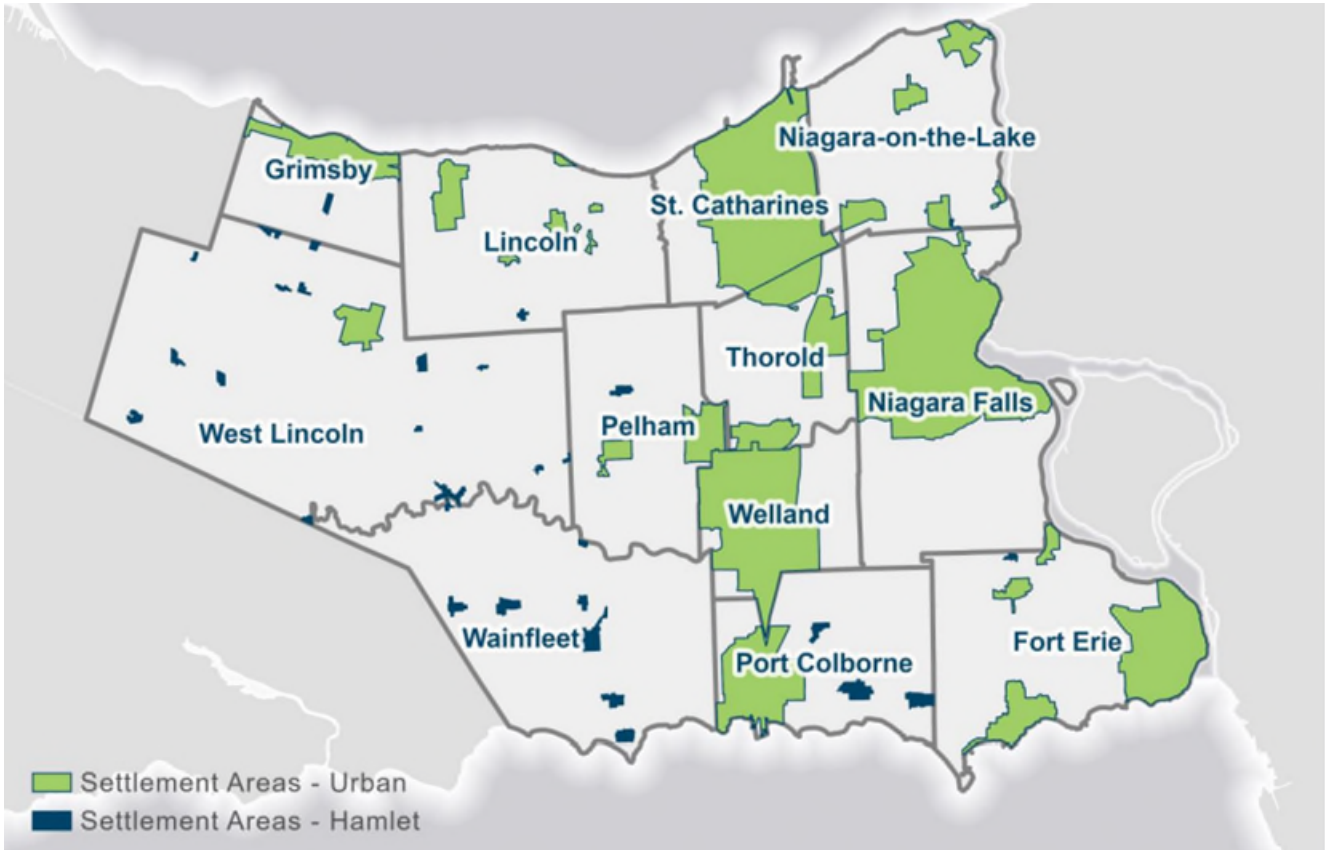 Niagara-on-the-Lake
Grimsby
St. Catharines
Lincoln
Thorold
Niagara Falls
Pelham
West Lincoln
Welland
Wainfleet
Fort Erie
Port Colborne
Settlement Areas - Urban
Settlement Areas - Hamlet